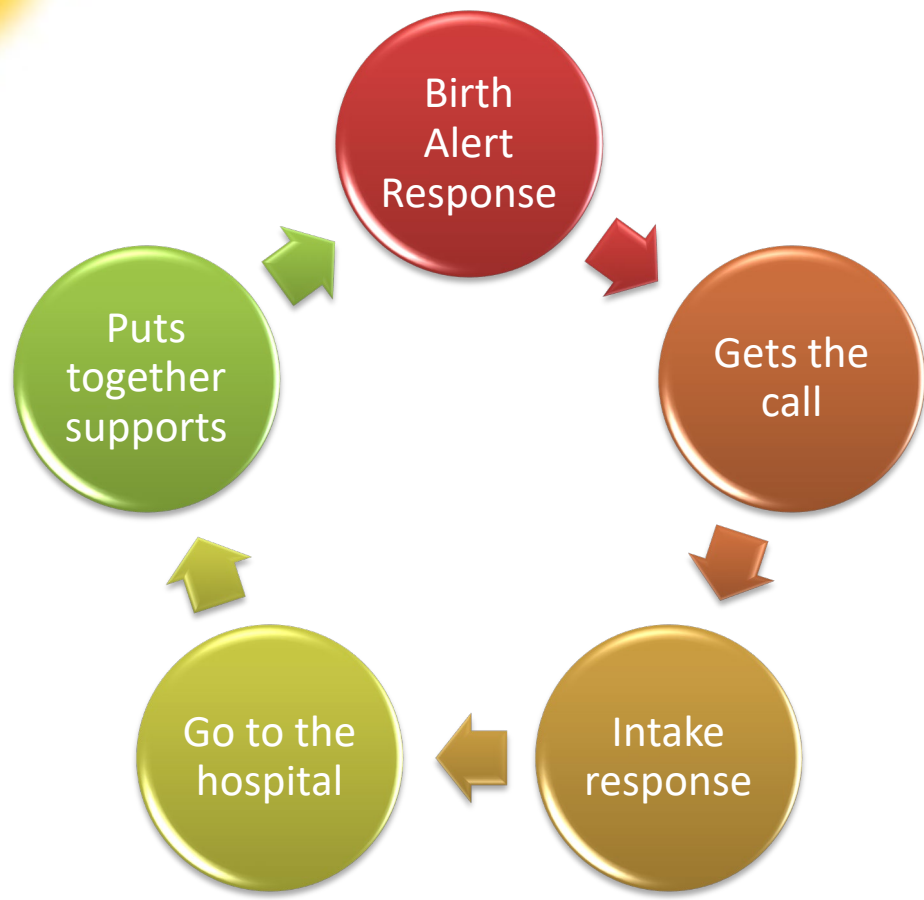 Birth
Alert
Response
Gets the
call
Intake
response
Go to the
hospital
Puts
together
supports